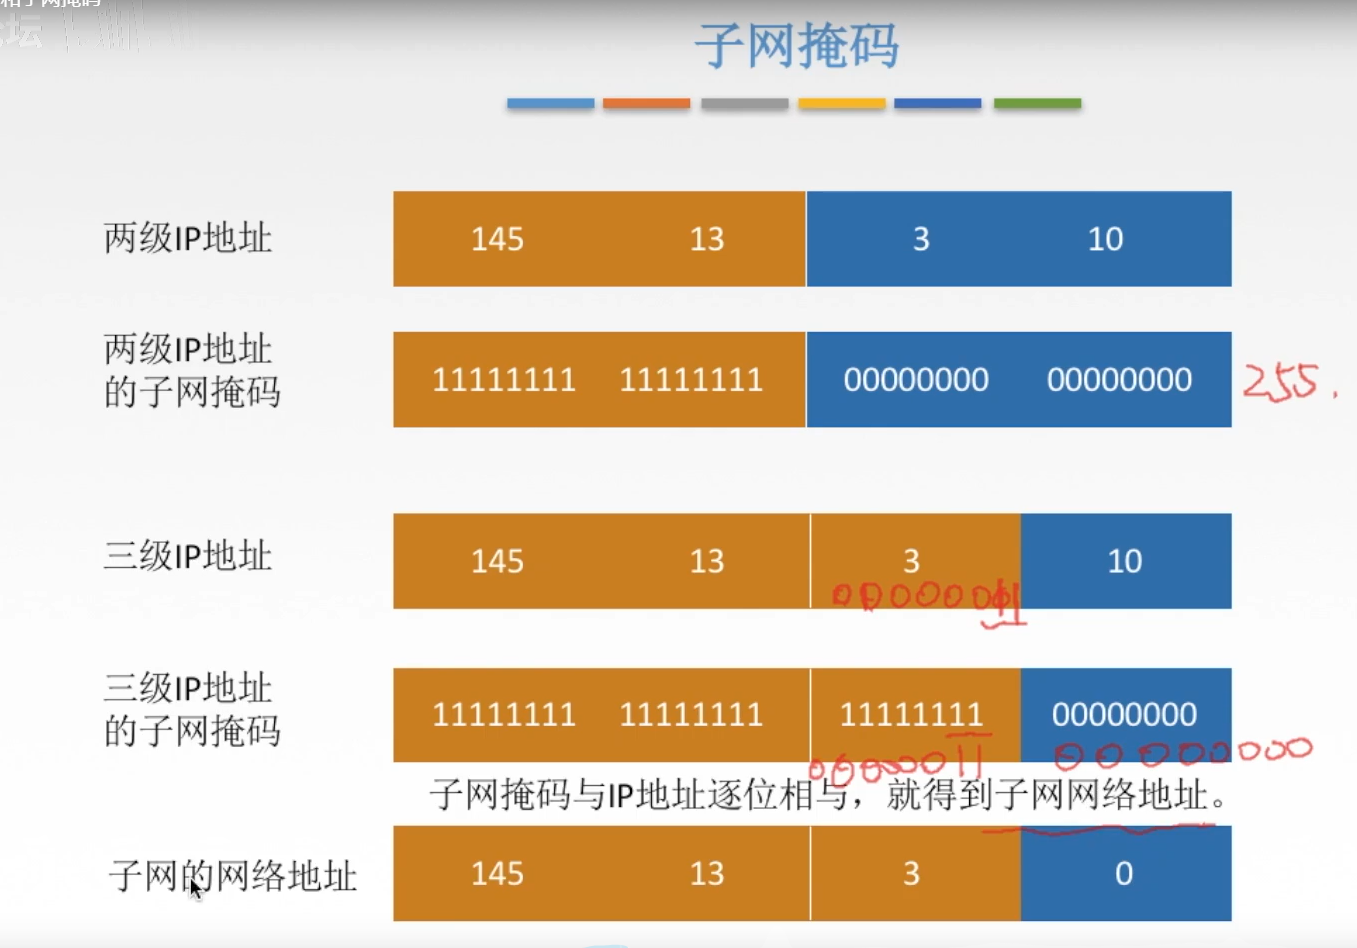 坛
子网掩码
两级IP地址 145 13 3 10
两级IP地址
的子网掩码 11111111 11111111 00000000 00000000 255.
三级IP地址 145 13 3 10
00000011
三级IP地址
的子网掩码 11111111 11111111 11111111 00000000
00000011 00000000
子网掩码与IP地址逐位相与，就得到子网网络地址。
子网的网络地址 145 13 3 0